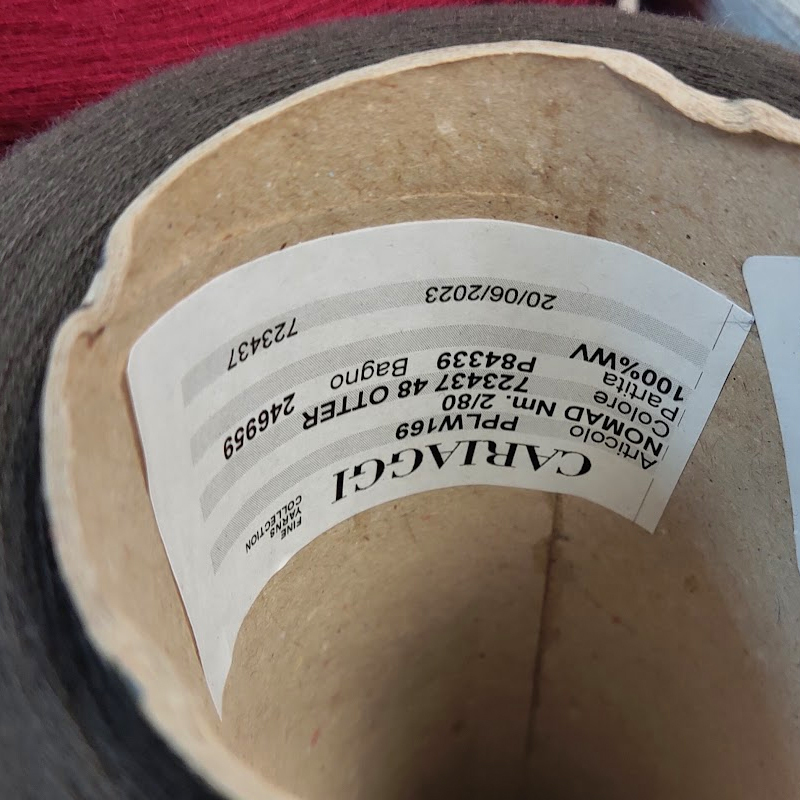 CARIAGGI FINE YARNS COLLECTION
Articolo PPLW169
NOMAD Nm. 2/80
Colore 723437 48 OTTER 246959
Partita P84339 Bagno
100%WV
20/06/2023 723437